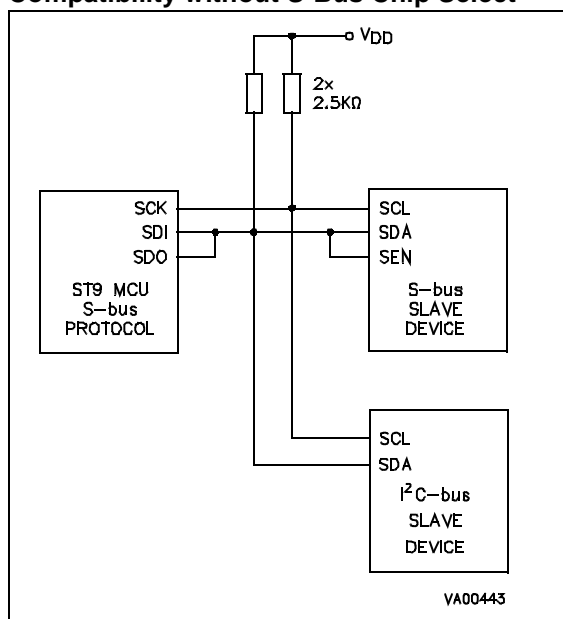 Compatibility without S-Bus Chip Select
VDD
2x
2.5KΩ
SCK
SDI
SDO
ST9 MCU
S-bus
PROTOCOL
SCL
SDA
SEN
S-bus
SLAVE
DEVICE
SCL
SDA
I²C-bus
SLAVE
DEVICE
VA00443